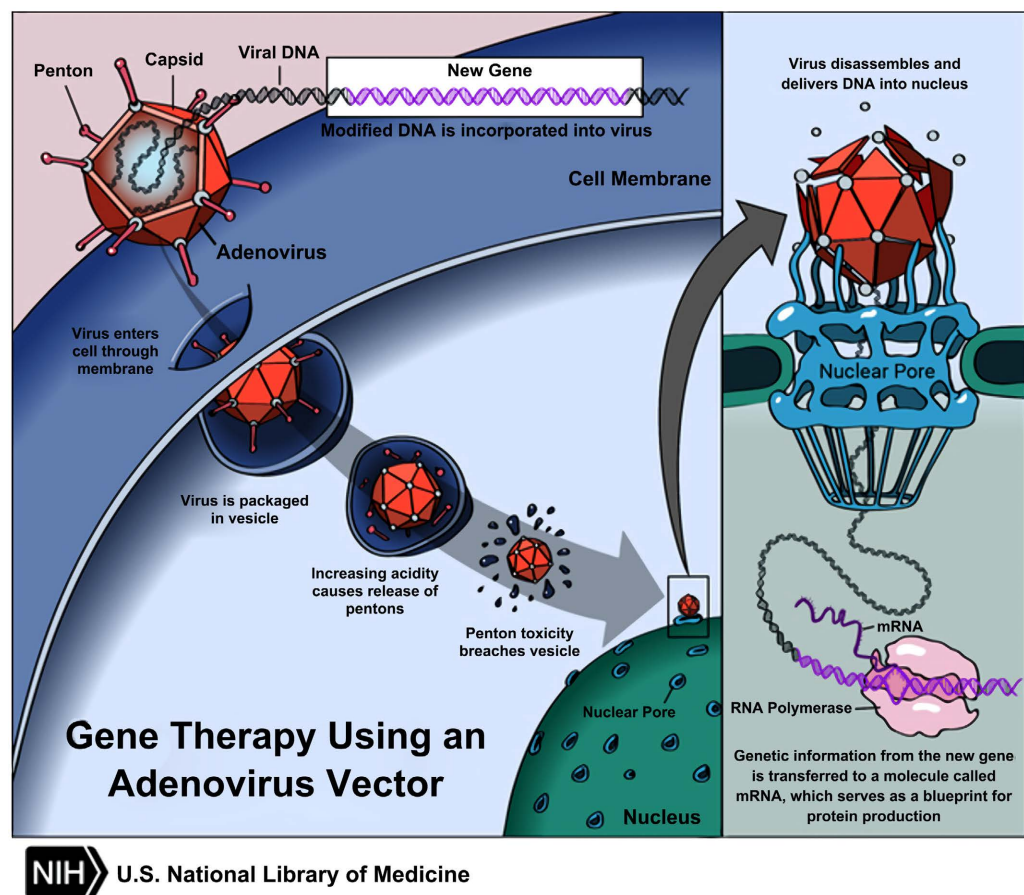 Penton
Capsid
Viral DNA
New Gene
Modified DNA is incorporated into virus
Cell Membrane
Adenovirus
Virus enters
cell through
membrane
Virus is packaged
in vesicle
Increasing acidity
causes release of
pentons
Penton toxicity
breaches vesicle
Nuclear Pore
Nucleus
Gene Therapy Using an
Adenovirus Vector
Virus disassembles and
delivers DNA into nucleus
Nuclear Pore
mRNA
RNA Polymerase
Genetic information from the new gene
is transferred to a molecule called
mRNA, which serves as a blueprint for
protein production
NIH
U.S. National Library of Medicine